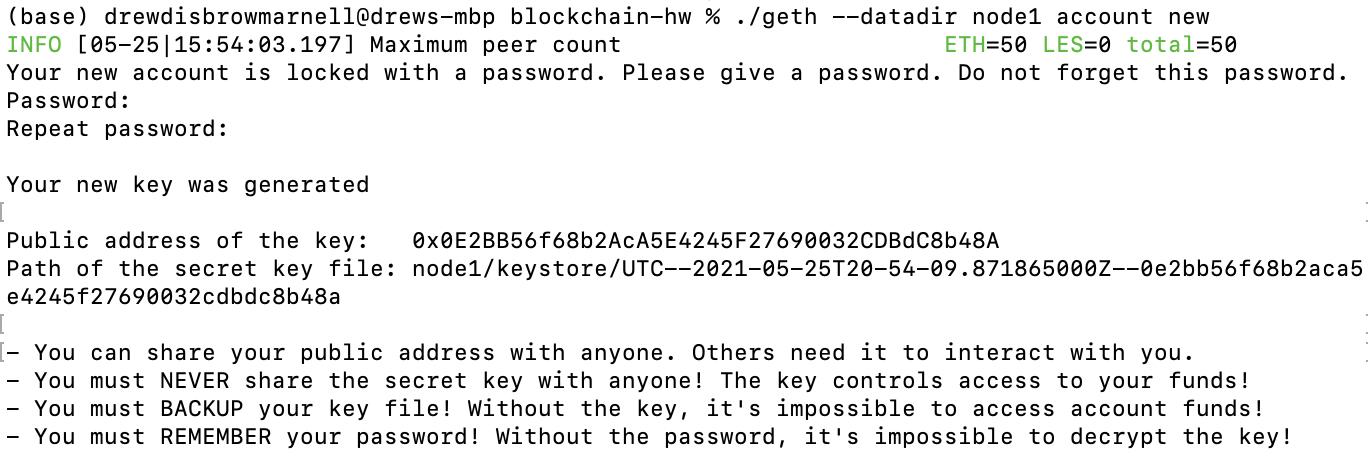 (base) drewdisbrowmarnell@drews-mbp blockchain-hw % ./geth --datadir node1 account new
INFO [05-25|15:54:03.197] Maximum peer count                       ETH=50 LES=0 total=50
Your new account is locked with a password. Please give a password. Do not forget this password.
Password:
Repeat password:
Your new key was generated
Public address of the key:   0x0E2BB56f68b2AcA5E4245F27690032CDBdC8b48A
Path of the secret key file: node1/keystore/UTC--2021-05-25T20-54-09.871865000Z--0e2bb56f68b2aca5
e4245f27690032cdbdc8b48a
- You can share your public address with anyone. Others need it to interact with you.
- You must NEVER share the secret key with anyone! The key controls access to your funds!
- You must BACKUP your key file! Without the key, it's impossible to access account funds!
- You must REMEMBER your password! Without the password, it's impossible to decrypt the key!